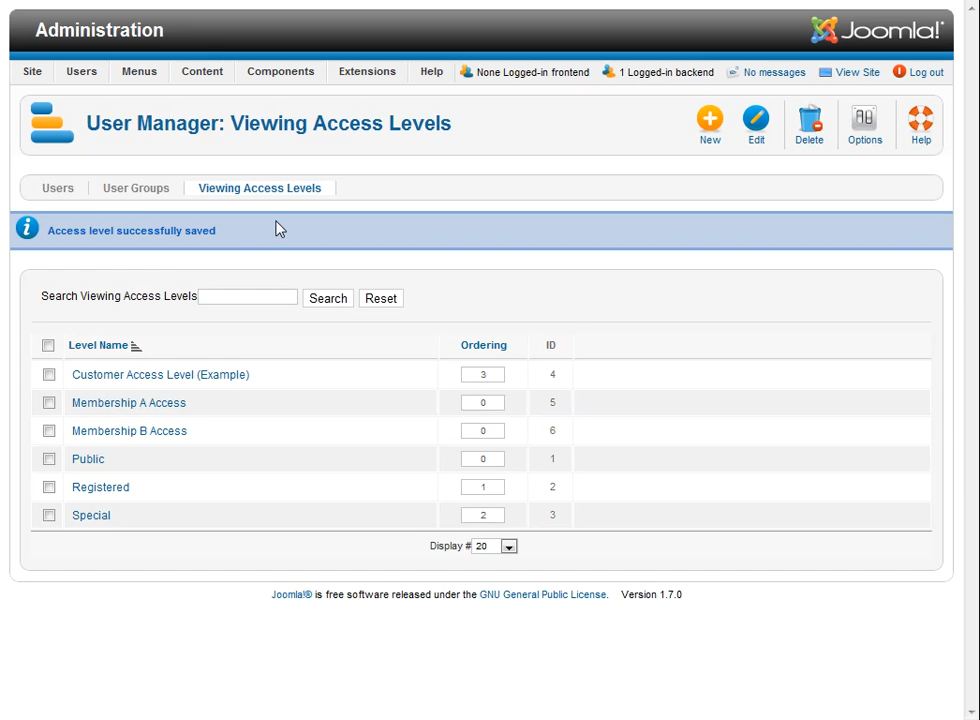 Administration
Joomla!®
Site Users Menus Content Components Extensions Help None Logged-in frontend 1 Logged-in backend No messages View Site Log out
User Manager: Viewing Access Levels
New Edit Delete Options Help
Users User Groups Viewing Access Levels
Access level successfully saved
Search Viewing Access Levels Search Reset
Level Name Ordering ID
Customer Access Level (Example) 3 4
Membership A Access 0 5
Membership B Access 0 6
Public 0 1
Registered 1 2
Special 2 3
Display # 20
Joomla!® is free software released under the GNU General Public License. Version 1.7.0